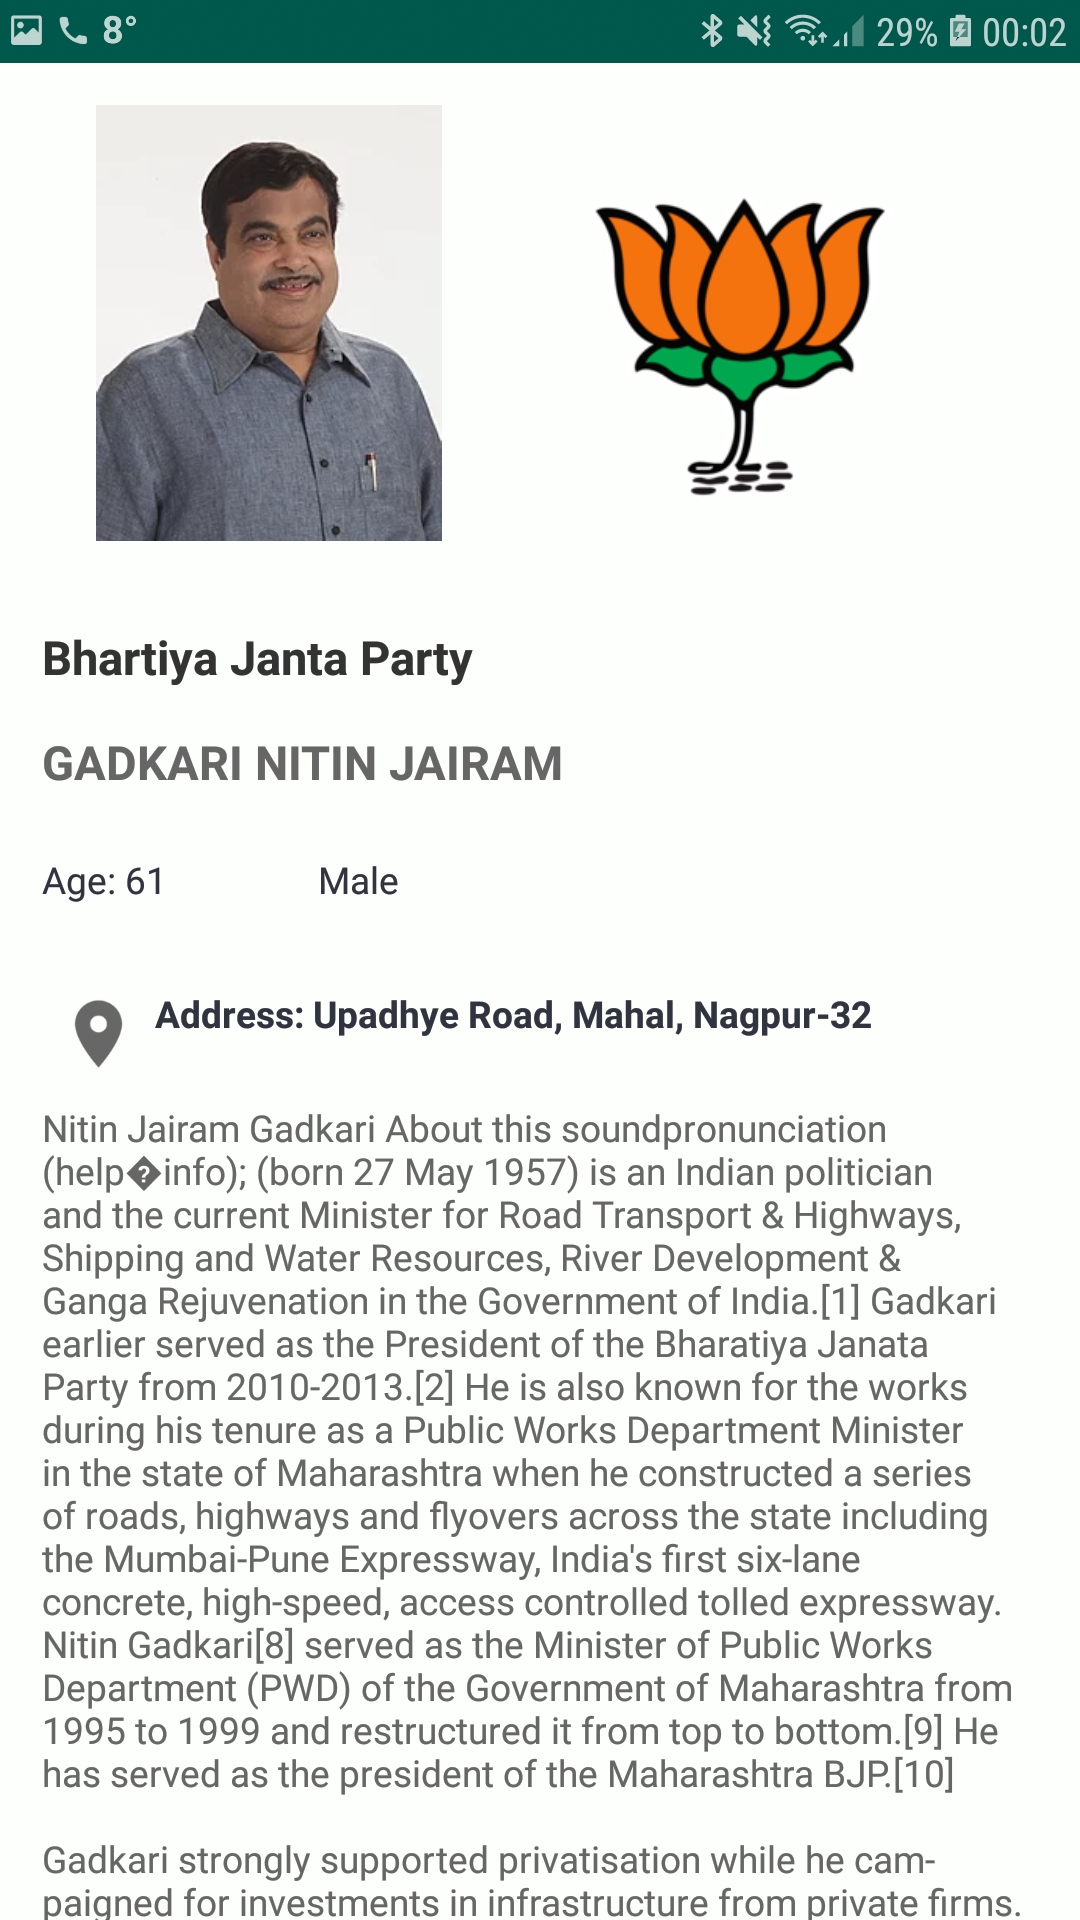 8° 29% 00:02
Bhartiya Janta Party
GADKARI NITIN JAIRAM
Age: 61 Male
Address: Upadhye Road, Mahal, Nagpur-32
Nitin Jairam Gadkari About this soundpronunciation
(help�info); (born 27 May 1957) is an Indian politician
and the current Minister for Road Transport & Highways,
Shipping and Water Resources, River Development &
Ganga Rejuvenation in the Government of India.[1] Gadkari
earlier served as the President of the Bharatiya Janata
Party from 2010-2013.[2] He is also known for the works
during his tenure as a Public Works Department Minister
in the state of Maharashtra when he constructed a series
of roads, highways and flyovers across the state including
the Mumbai-Pune Expressway, India's first six-lane
concrete, high-speed, access controlled tolled expressway.
Nitin Gadkari[8] served as the Minister of Public Works
Department (PWD) of the Government of Maharashtra from
1995 to 1999 and restructured it from top to bottom.[9] He
has served as the president of the Maharashtra BJP.[10]
Gadkari strongly supported privatisation while he cam-
paigned for investments in infrastructure from private firms.